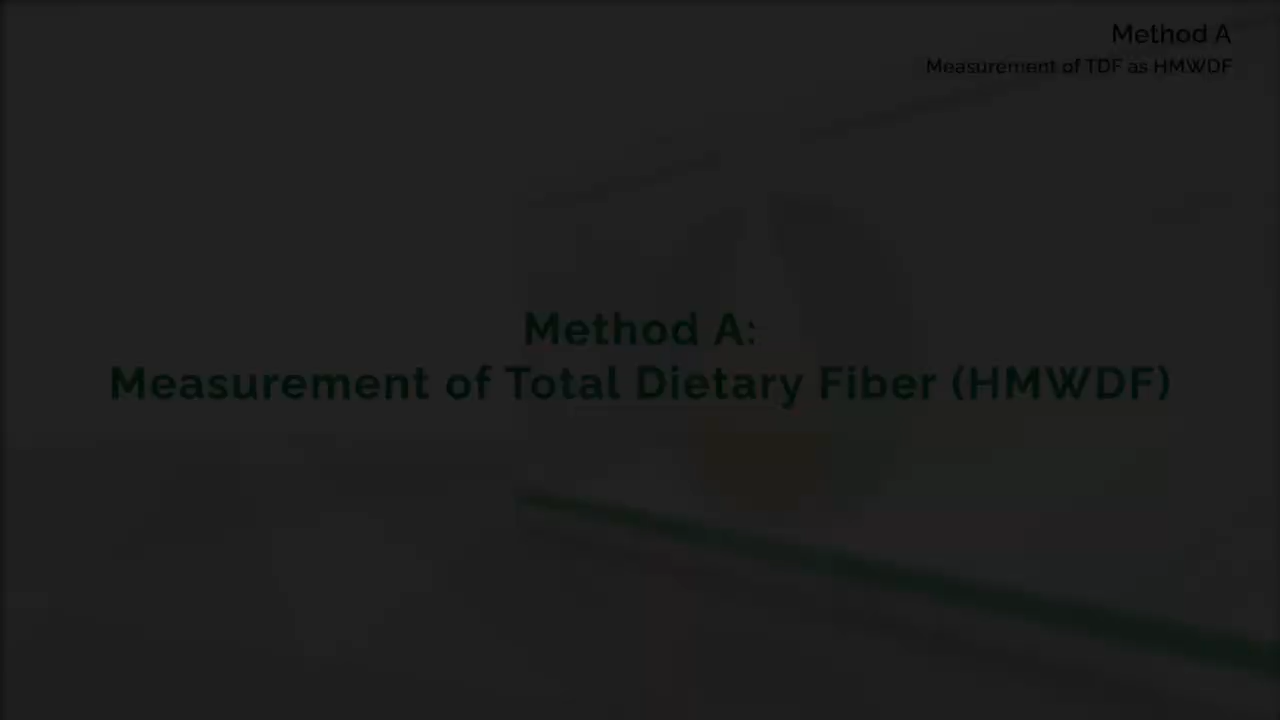 Method A
Measurement of TDF as HMWDF
Method A:
Measurement of Total Dietary Fiber (HMWDF)